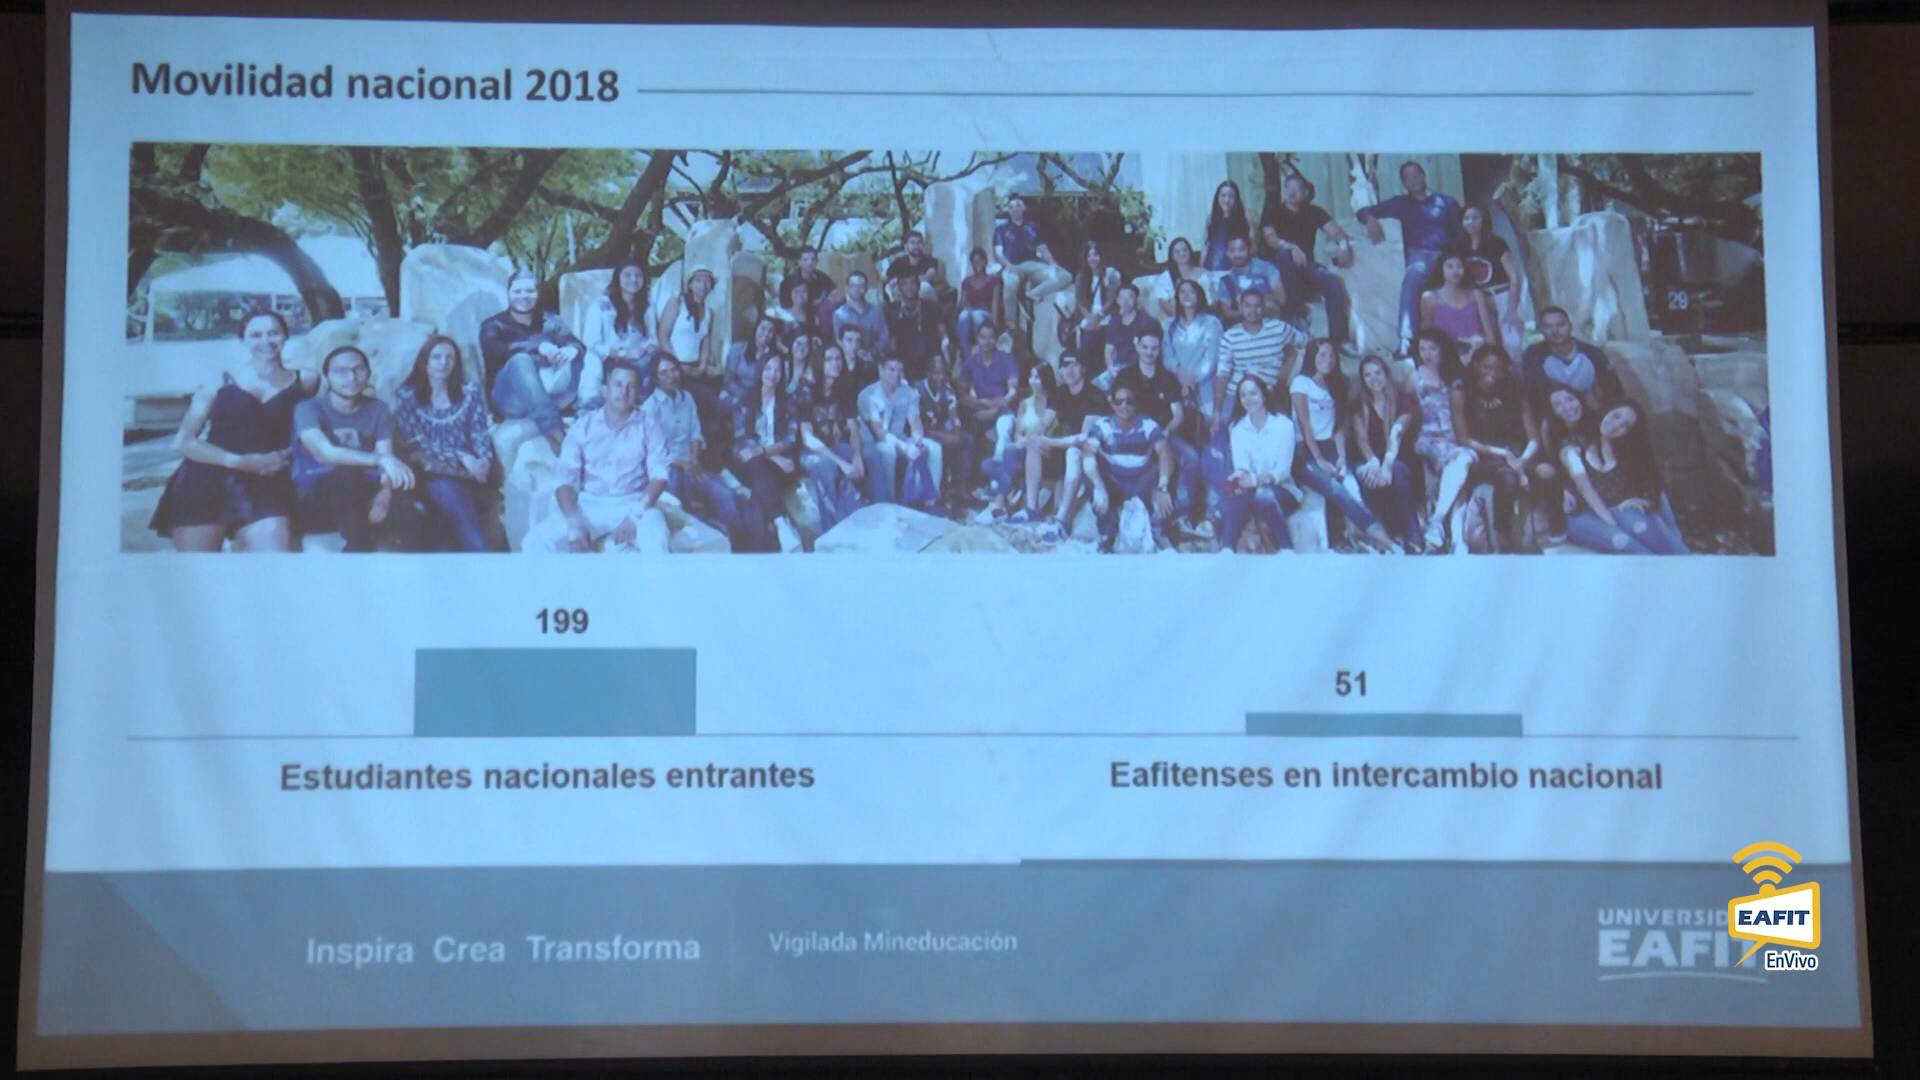 Movilidad nacional 2018
29
199
51
Estudiantes nacionales entrantes
Eafitenses en intercambio nacional
Inspira Crea Transforma
Vigilada Mineducación
EAFIT
EAFIT
EnVivo